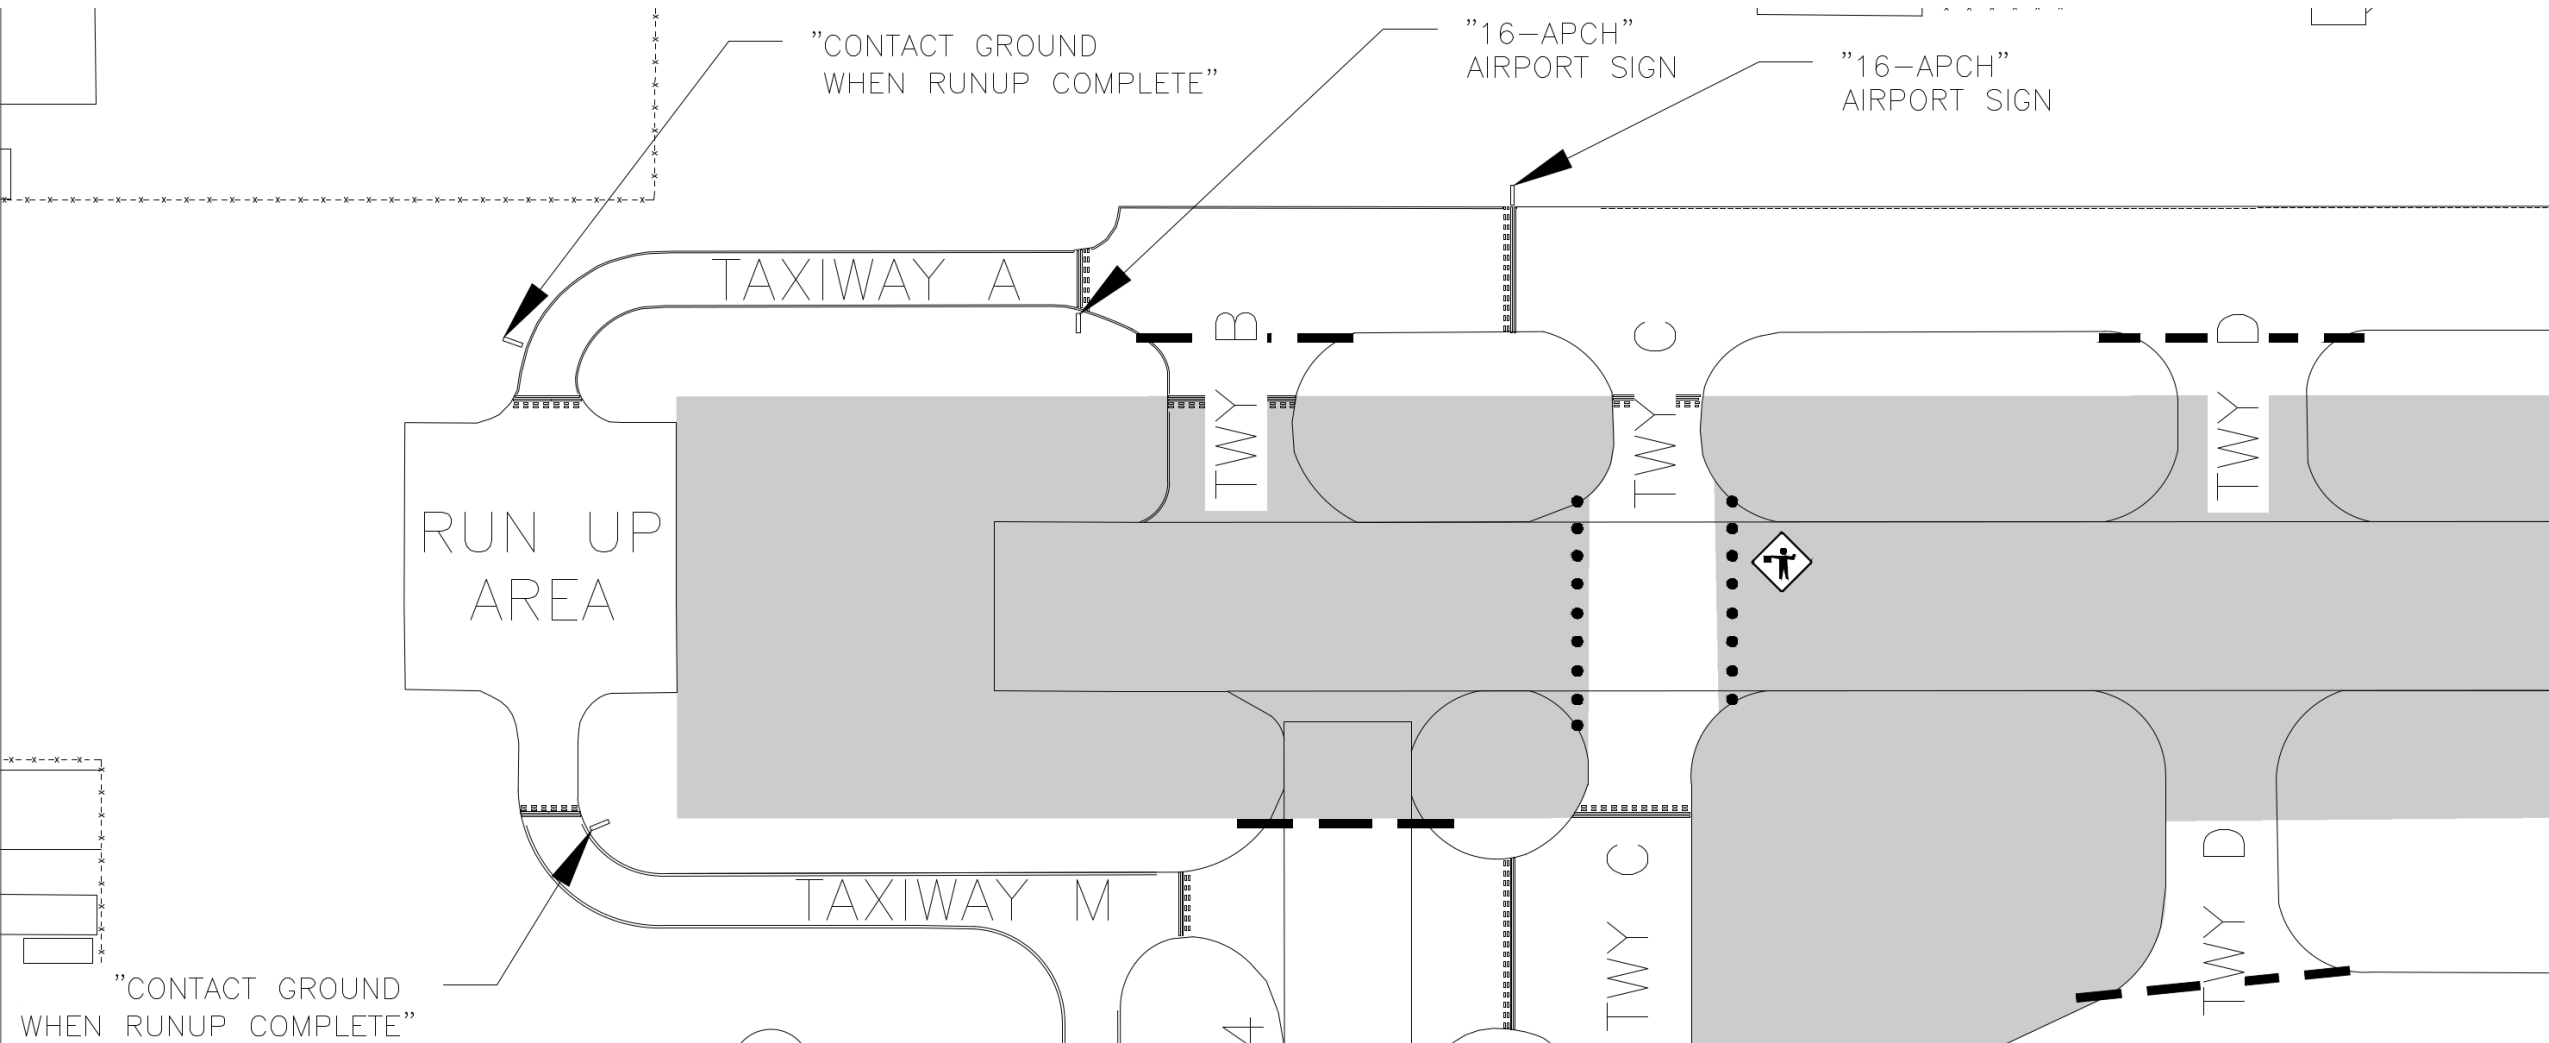 "CONTACT GROUND
WHEN RUNUP COMPLETE"
"16-APCH"
AIRPORT SIGN
"16-APCH"
AIRPORT SIGN
TAXIWAY A
TWY B
TWY C
TWY D
RUN UP
AREA
TAXIWAY M
TWY C
TWY D
"CONTACT GROUND
WHEN RUNUP COMPLETE"
4